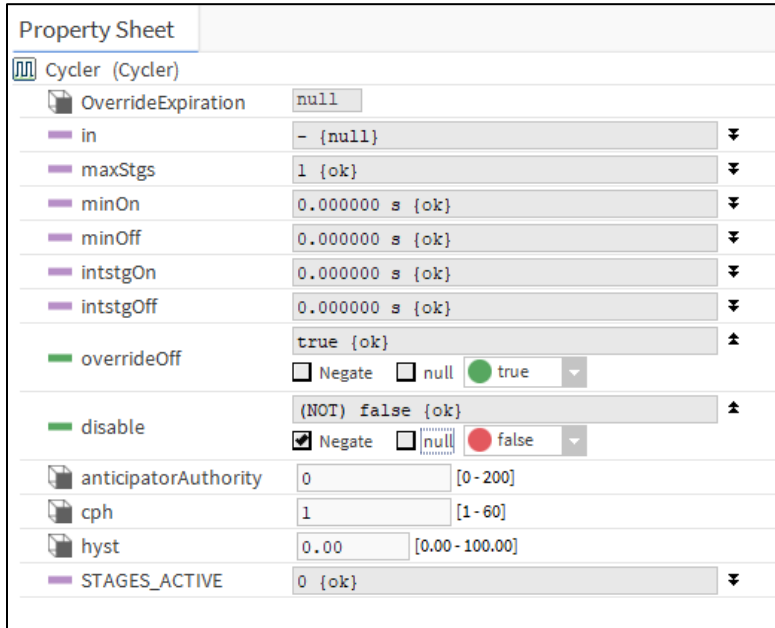 Property Sheet
Cycler (Cycler)
OverrideExpiration null
in - {null}
maxStgs 1 {ok}
minOn 0.000000 s {ok}
minOff 0.000000 s {ok}
intstgOn 0.000000 s {ok}
intstgOff 0.000000 s {ok}
true {ok}
overrideOff
Negate null true
(NOT) false {ok}
disable
Negate null false
anticipatorAuthority 0 [0 - 200]
cph 1 [1 - 60]
hyst 0.00 [0.00 - 100.00]
STAGES_ACTIVE 0 {ok}